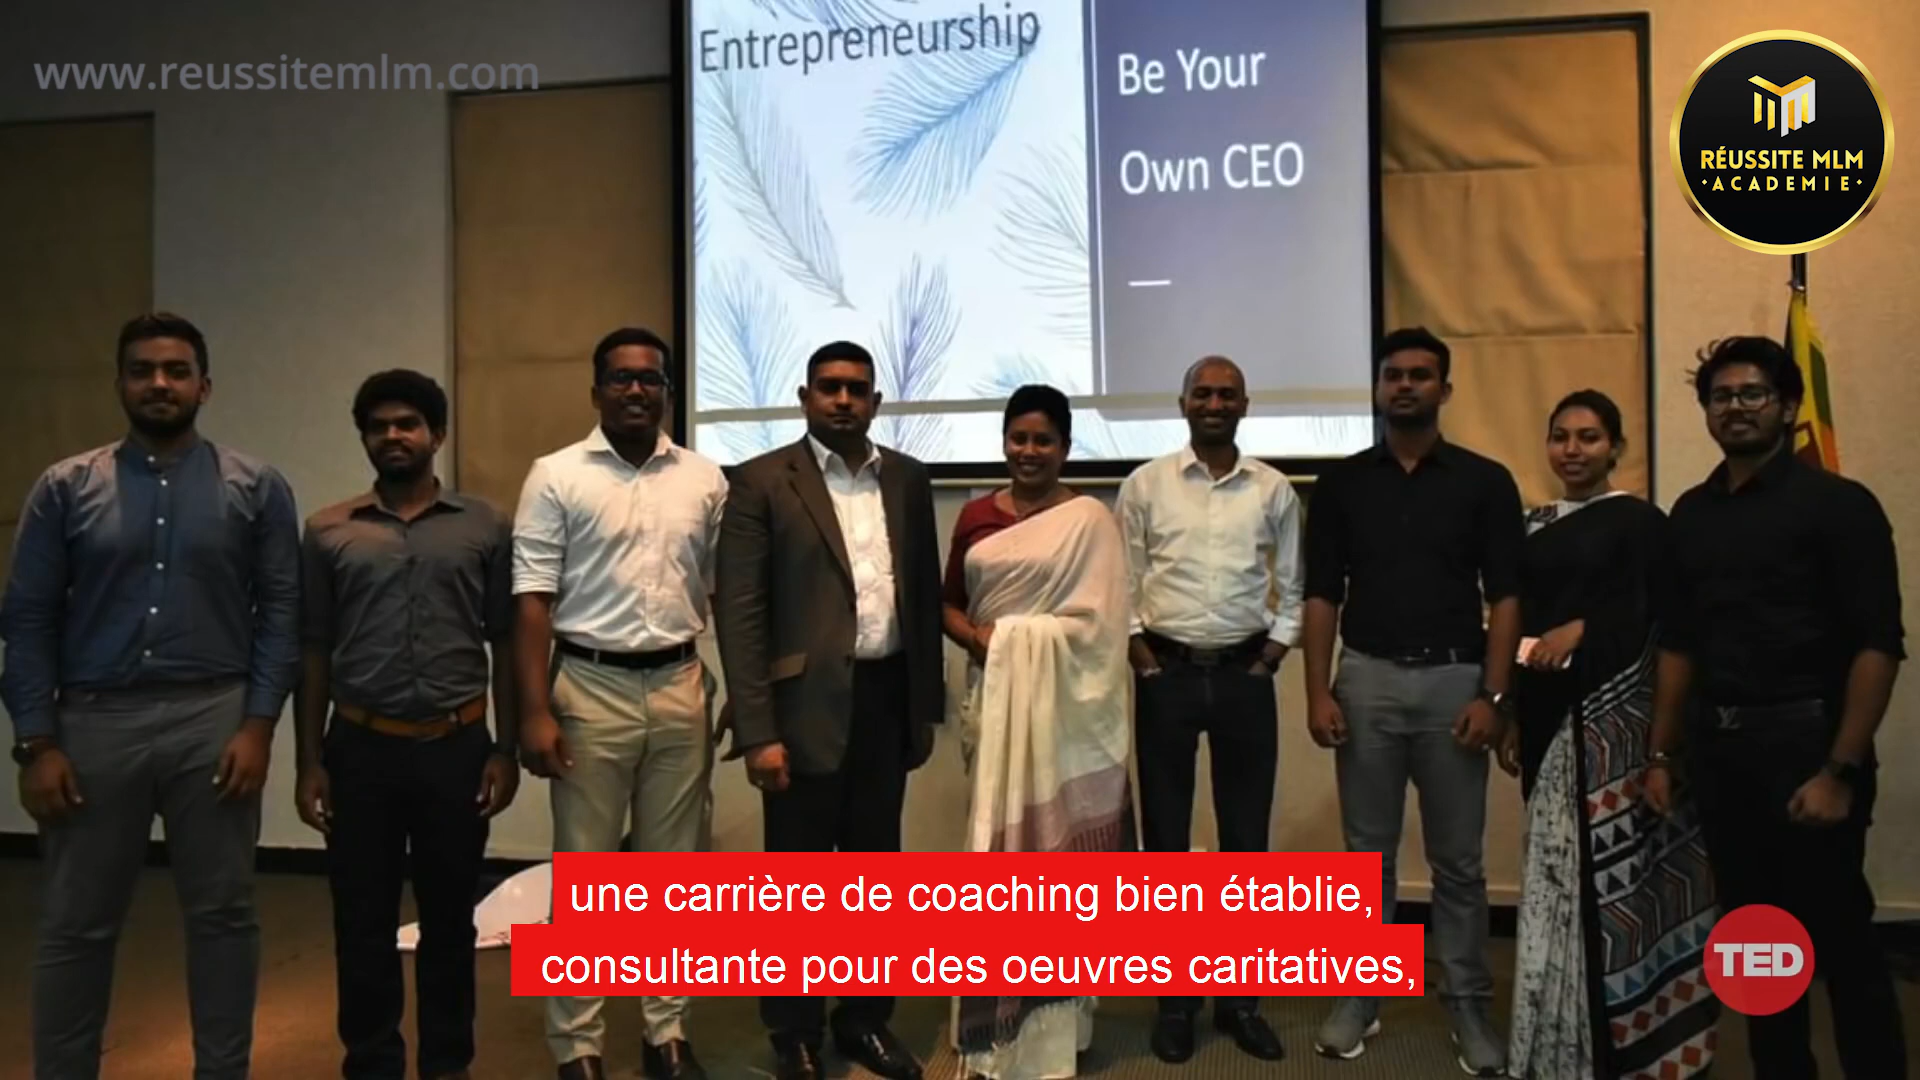 www.reussitemlm.com
Entrepreneurship
Be Your
Own CEO
RÉUSSITE MLM
•ACADEMIE•
une carrière de coaching bien établie,
consultante pour des oeuvres caritatives,
TED